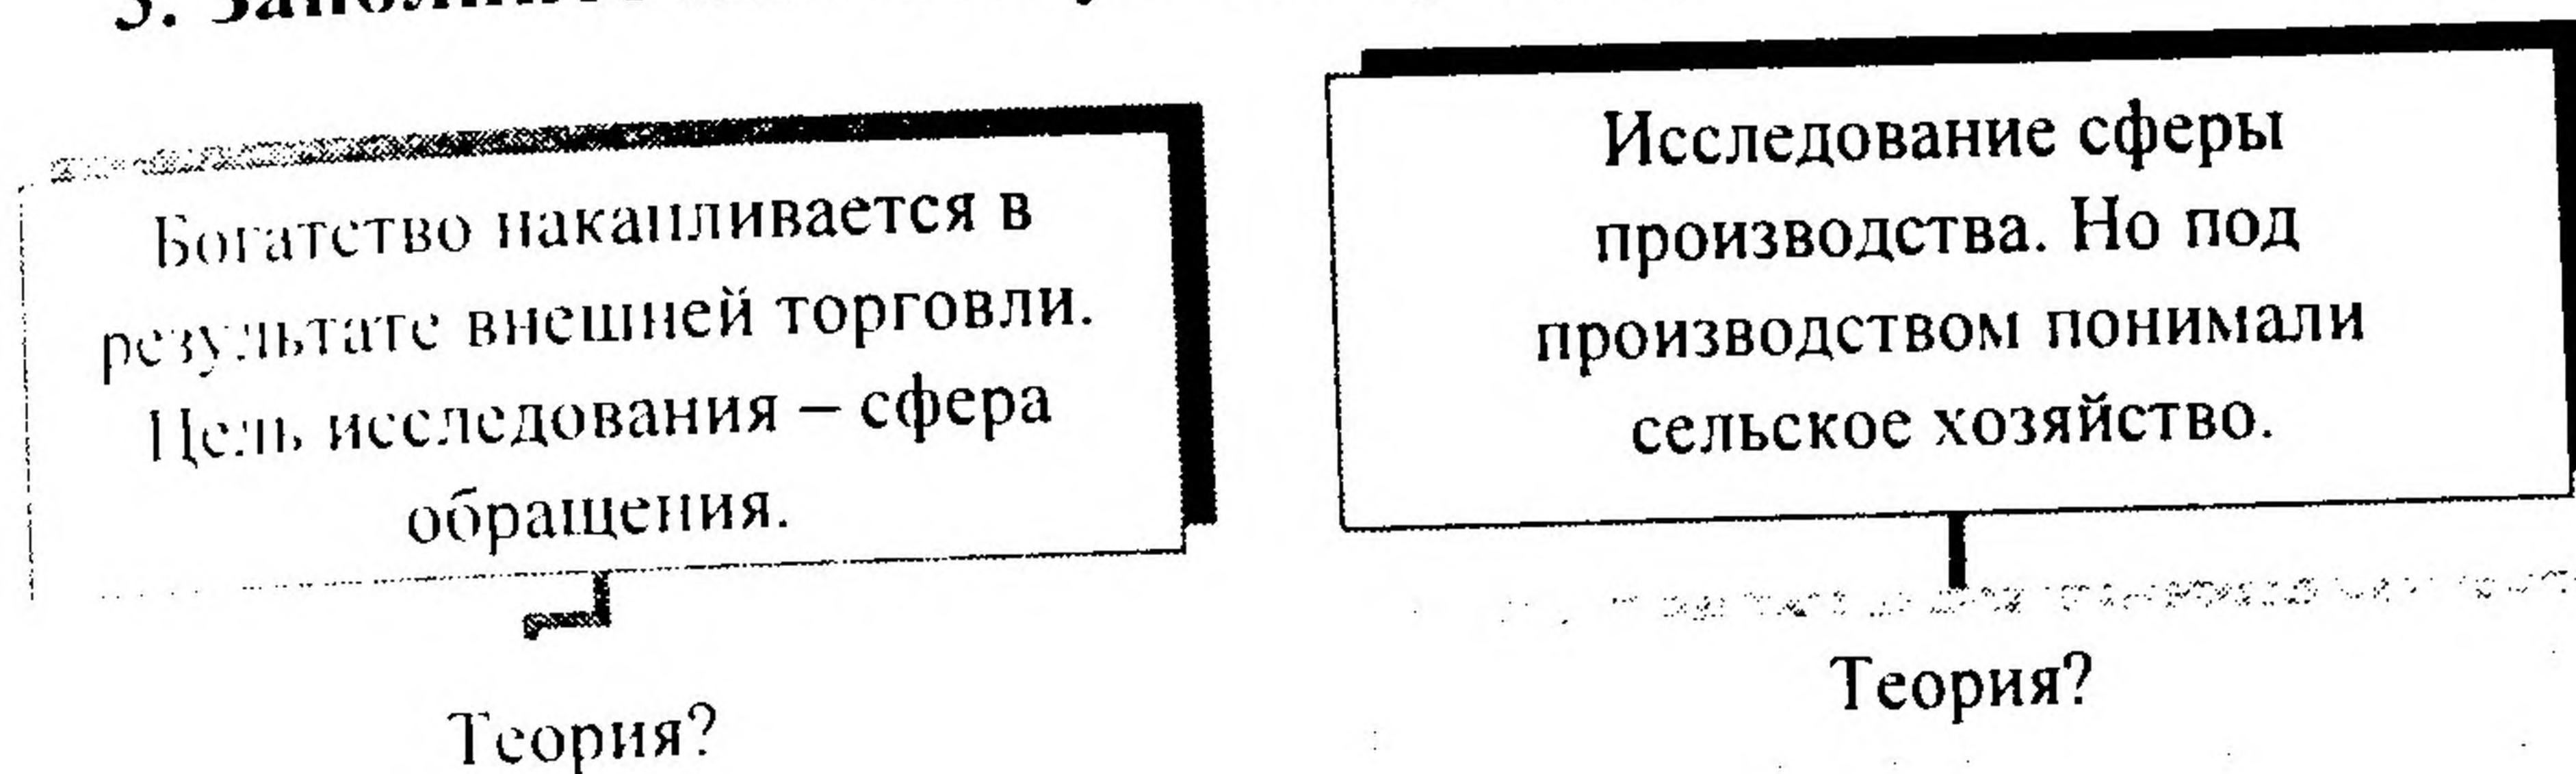 Богатство накапливается в
результате внешней торговли.
Цель исследования – сфера
обращения.
Теория?
Исследование сферы
производства. Но под
производством понимали
сельское хозяйство.
Теория?